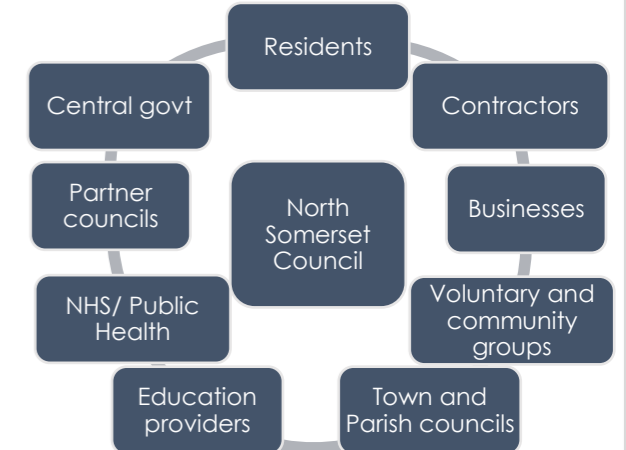 Residents
Central govt
Contractors
Partner
councils
North
Somerset
Council
Businesses
NHS/ Public
Health
Voluntary and
community
groups
Education
providers
Town and
Parish councils